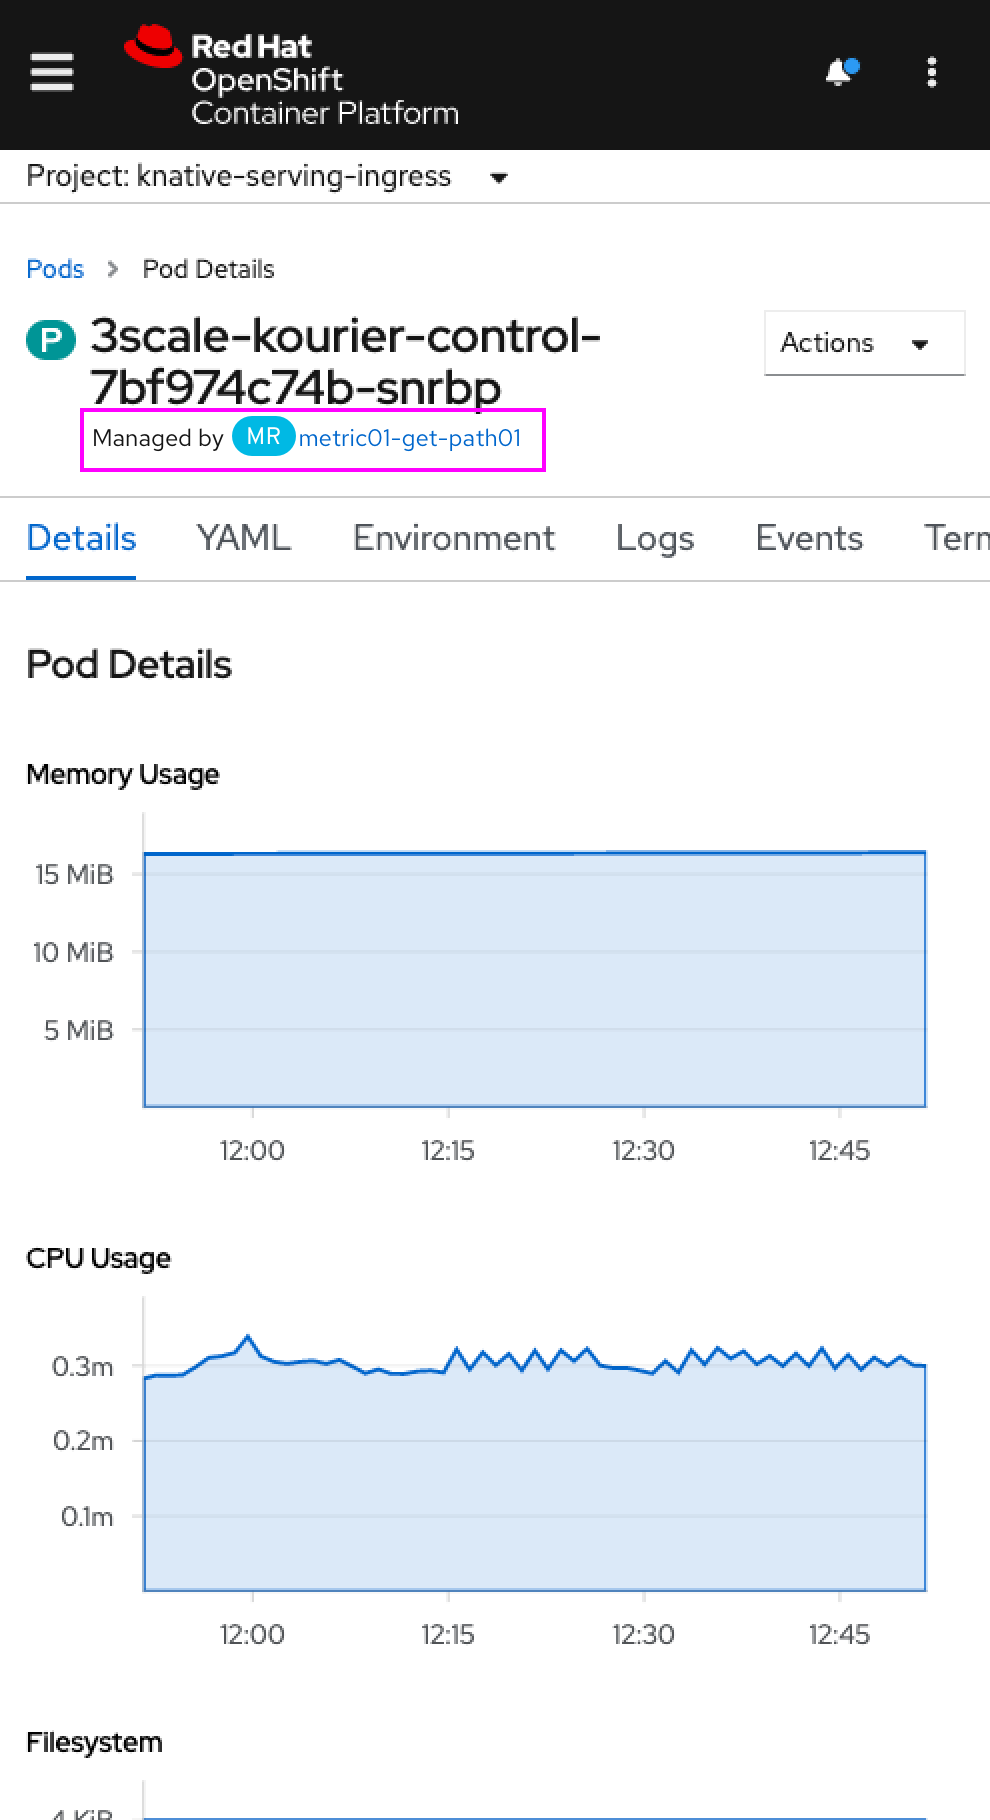 Red Hat
OpenShift
Container Platform
Project: knative-serving-ingress
Pods > Pod Details
P 3scale-kourier-control-
7bf974c74b-snrbp
Actions
Managed by MR metric01-get-path01
Details YAML Environment Logs Events Term
Pod Details
Memory Usage
15 MiB
10 MiB
5 MiB
12:00 12:15 12:30 12:45
CPU Usage
0.3m
0.2m
0.1m
12:00 12:15 12:30 12:45
Filesystem
4 KiB